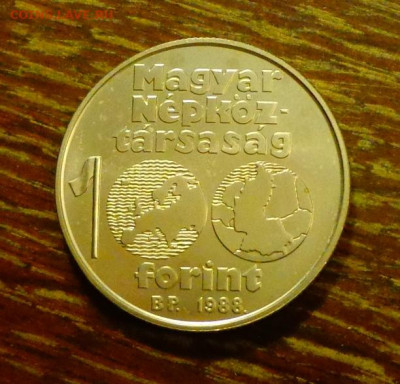 Magyar
Népköz-
társaság
100
forint
BP. 1988.